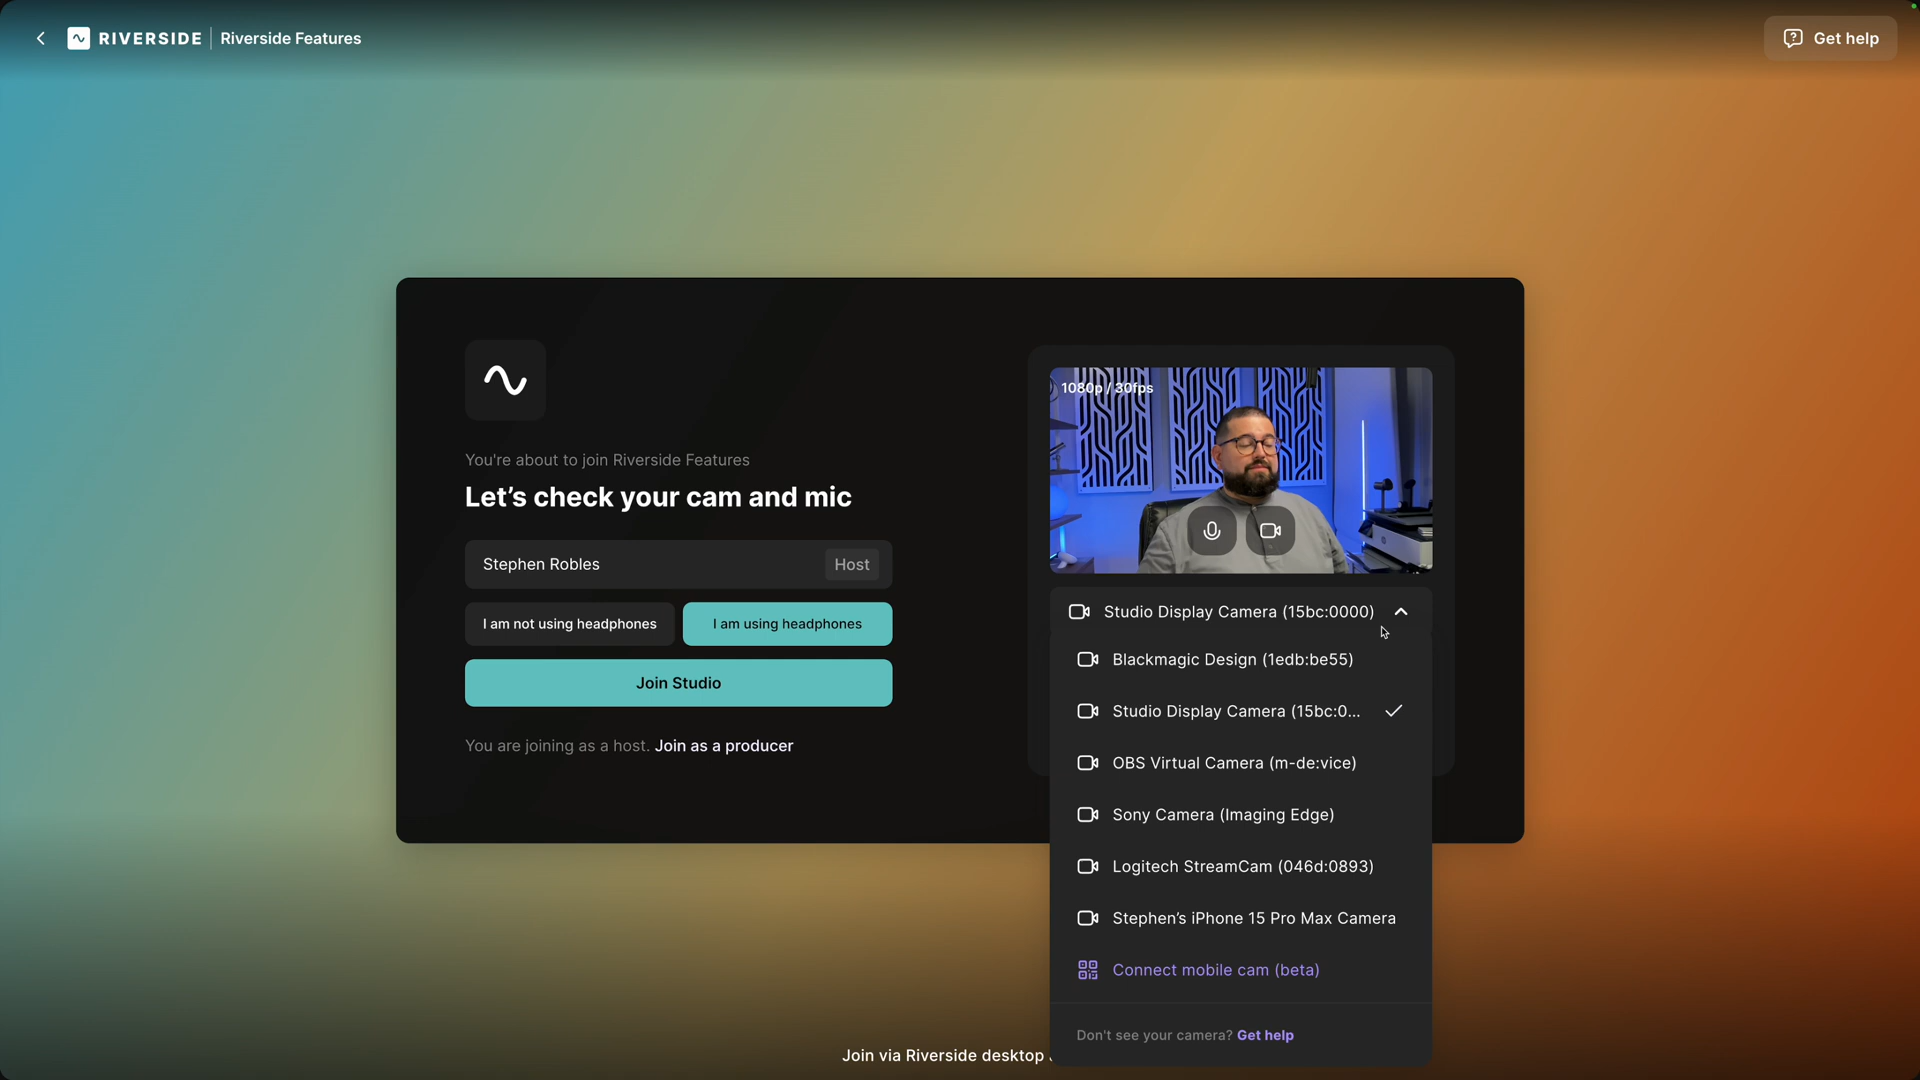 RIVERSIDE
Riverside Features
Get help
You're about to join Riverside Features
Let's check your cam and mic
Stephen Robles
Host
I am not using headphones
I am using headphones
Join Studio
You are joining as a host. Join as a producer
1080p / 30fps
Studio Display Camera (15bc:0000)
Blackmagic Design (1edb:be55)
Studio Display Camera (15bc:0...
OBS Virtual Camera (m-de:vice)
Sony Camera (Imaging Edge)
Logitech StreamCam (046d:0893)
Stephen’s iPhone 15 Pro Max Camera
Connect mobile cam (beta)
Don't see your camera? Get help
Join via Riverside desktop